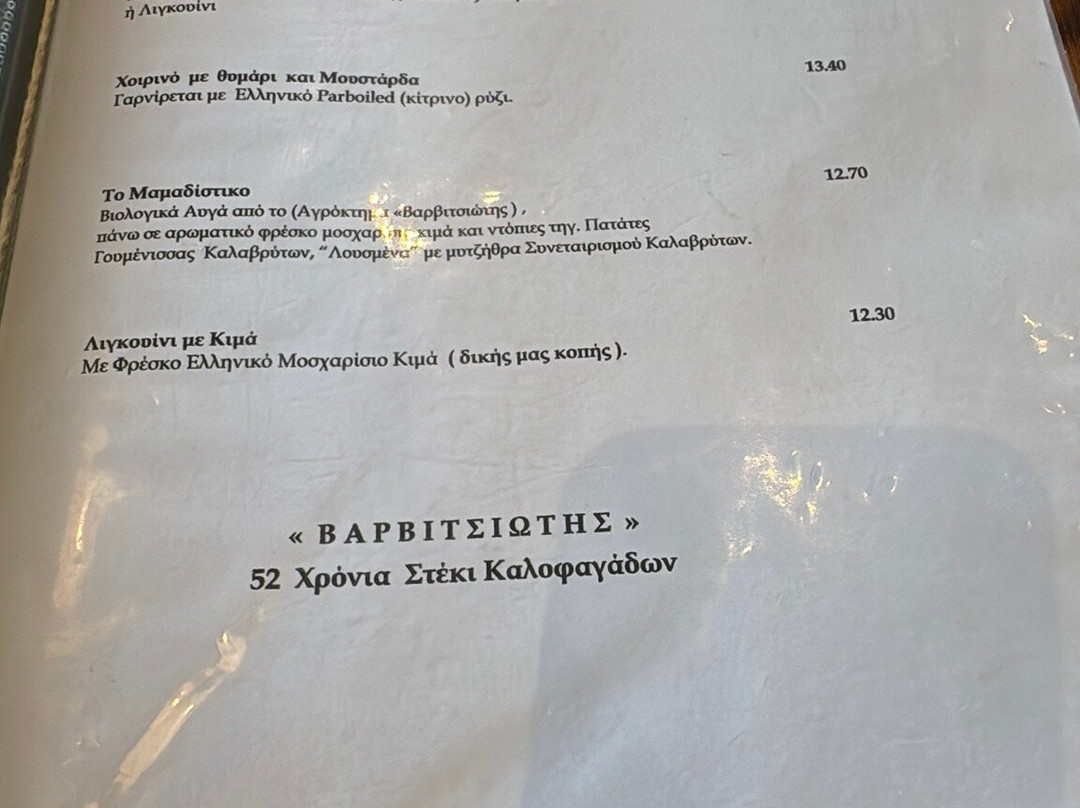 ή Λιγκουίνι
Χοιρινό με θυμάρι και Μουστάρδα 13.40
Γαρνίρεται με Ελληνικό Parboiled (κίτρινο) ρύζι.
Το Μαμαδίστικο 12.70
Βιολογικά Αυγά από το «Βαρβιτσιώτης) ,
πάνω σε αρωματικό φρέσκο κιμά και ντόπιες τηγ. Πατάτες
Γουμένισσας Καλαβρύτων, “Λουσμένα” με μυτζήθρα Συνεταιρισμού Καλαβρύτων.
Λιγκουίνι με Κιμά 12.30
Με Φρέσκο Ελληνικό Μοσχαρίσιο Κιμά ( δικής μας κοπής ).
« ΒΑΡΒΙΤΣΙΩΤΗΣ »
52 Χρόνια Στέκι Καλοφαγάδων